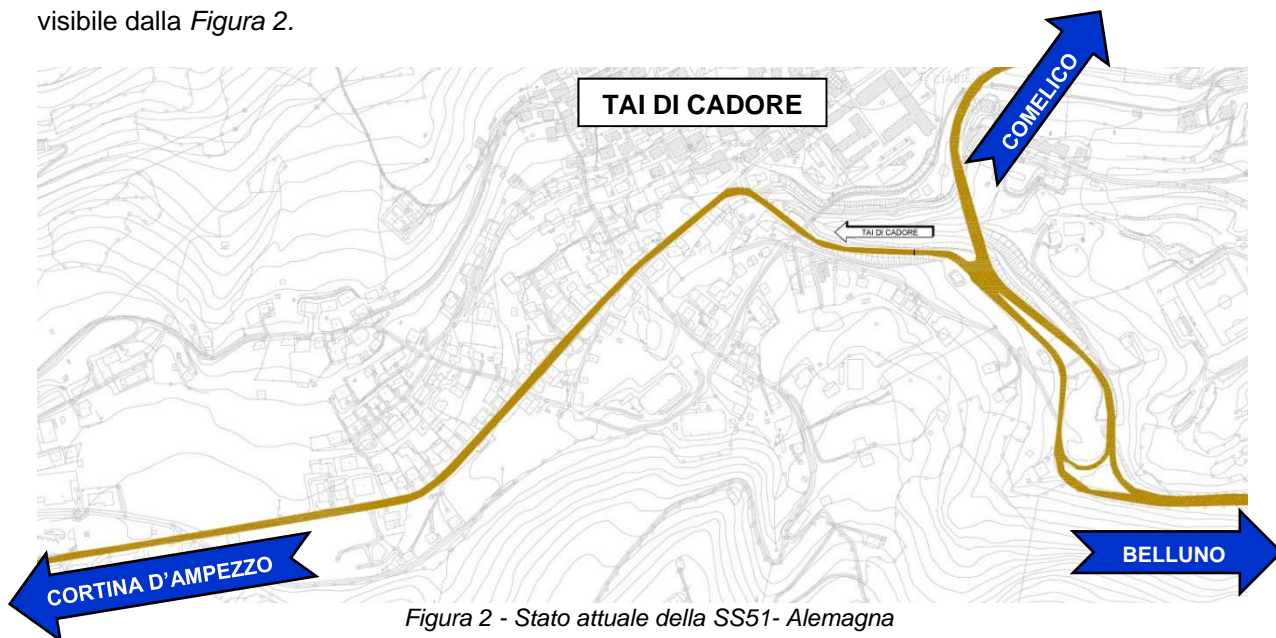 visibile dalla Figura 2.
TAI DI CADORE
COMELICO
TAI DI CADORE
BELLUNO
CORTINA D'AMPEZZO
Figura 2 - Stato attuale della SS51- Alemagna